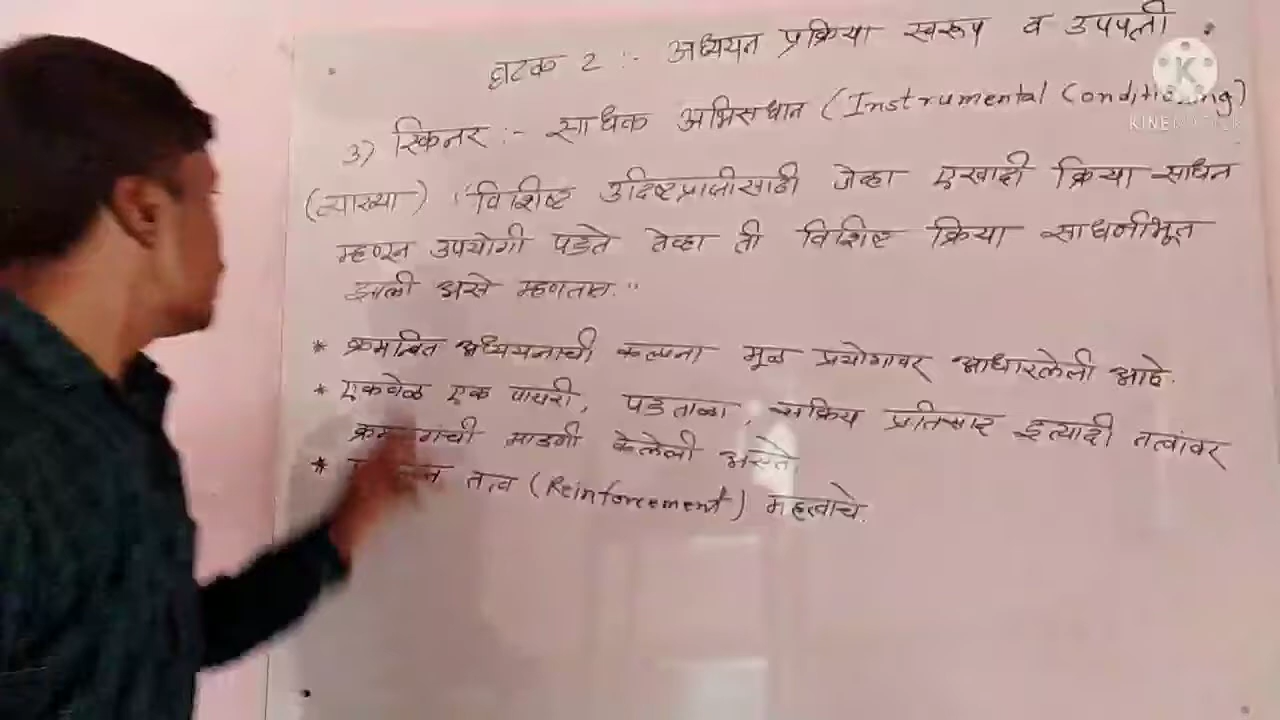 घटक 2 :- अध्ययन प्रक्रिया स्वरूप व उपपत्ती
3) स्किनर :- साधक अभिसंधान (Instrumental Conditioning)
KINEMASTER
(व्याख्या) "विशिष्ट उद्दिष्टप्राप्तीसाठी जेव्हा एखादी क्रिया साधन
म्हणून उपयोगी पडते तेव्हा ती विशिष्ट क्रिया साधनीभूत
झाली असे म्हणतात."
* क्रमान्वित अध्ययनाची कल्पना मूळ प्रयोगावर आधारलेली आहे.
* एकवेळ एक पायरी, पडताळा, सक्रिय प्रतिसाद इत्यादी तत्वांवर
मांडणी केलेली असते.
* तत्व (Reinforcement) महत्वाचे.